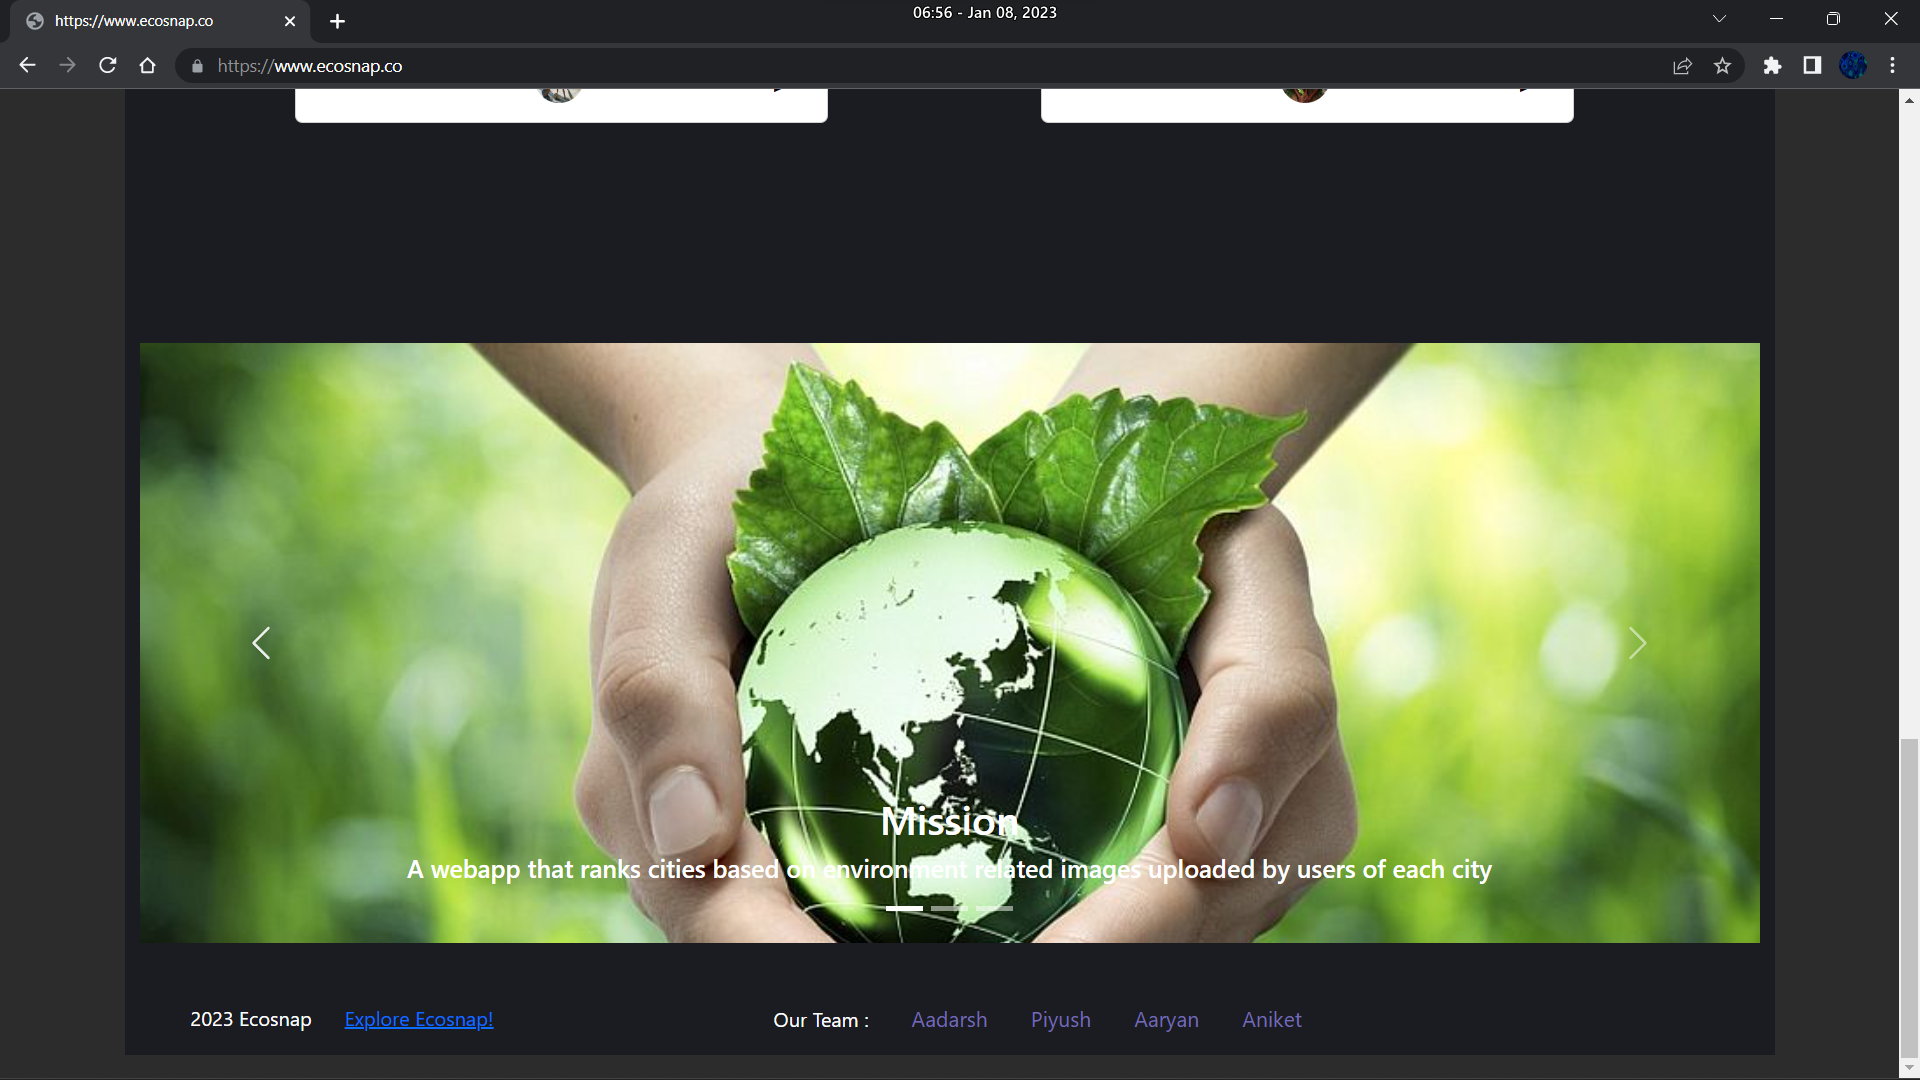 https://www.ecosnap.co
06:56 - Jan 08, 2023
https://www.ecosnap.co
Mission
A webapp that ranks cities based on environment related images uploaded by users of each city
2023 Ecosnap Explore Ecosnap! Our Team : Aadarsh Piyush Aaryan Aniket